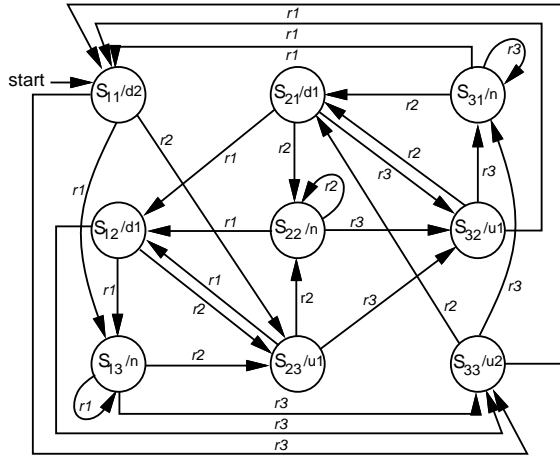 r1
r1
r1
r3
start
S11/d2
S21/d1
S31/n
r2
r2
r1
r2
r2
r3
r3
r1
r2
S12/d1
r1
S22/n
r3
S32/u1
r1
r1
r2
r2
r3
r2
r3
S13/n
r2
S23/u1
S33/u2
r1
r3
r3
r3